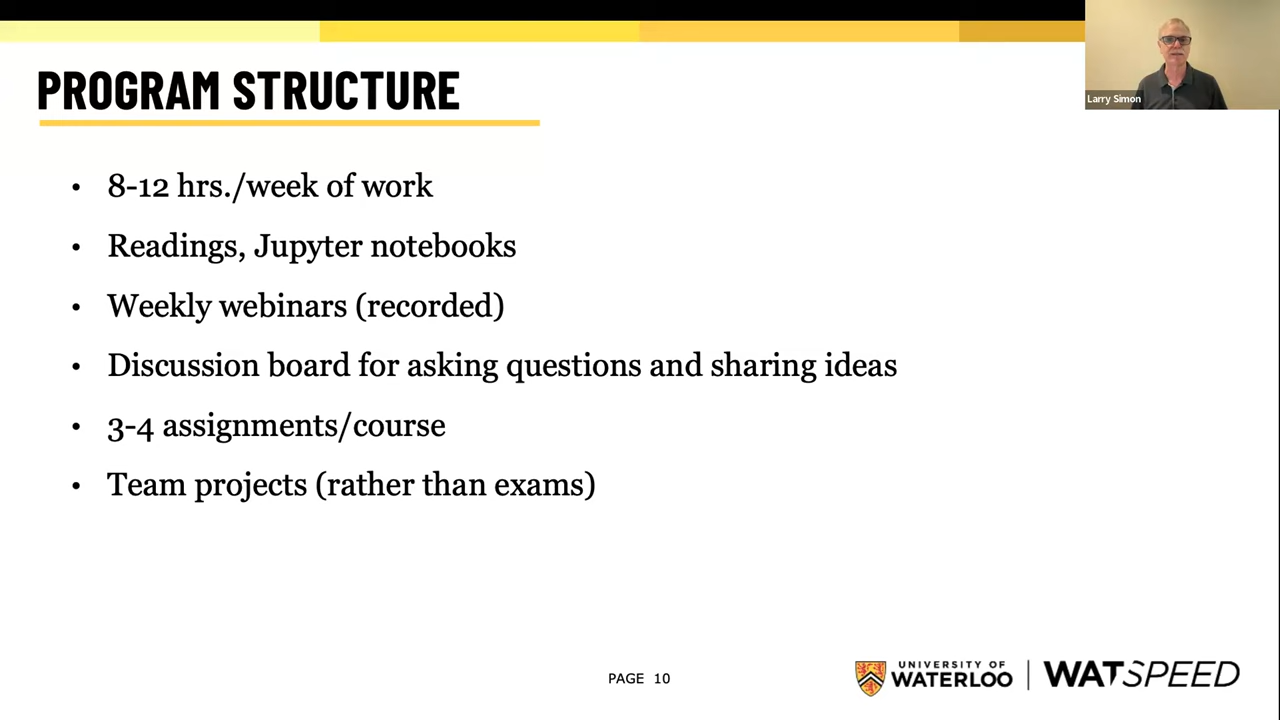 PROGRAM STRUCTURE
Larry Simon
• 8-12 hrs./week of work
• Readings, Jupyter notebooks
• Weekly webinars (recorded)
• Discussion board for asking questions and sharing ideas
• 3-4 assignments/course
• Team projects (rather than exams)
PAGE 10
UNIVERSITY OF
WATERLOO
WATSPEED